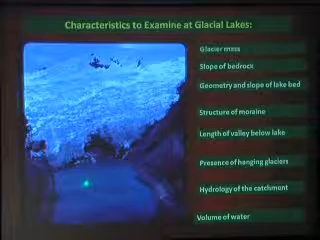 Characteristics to Examine at Glacial Lakes:
Glacier mass
Slope of bedrock
Geometry and slope of lake bed
Structure of moraine
Length of valley below lake
Presence of hanging glaciers
Hydrology of the catchment
Volume of water